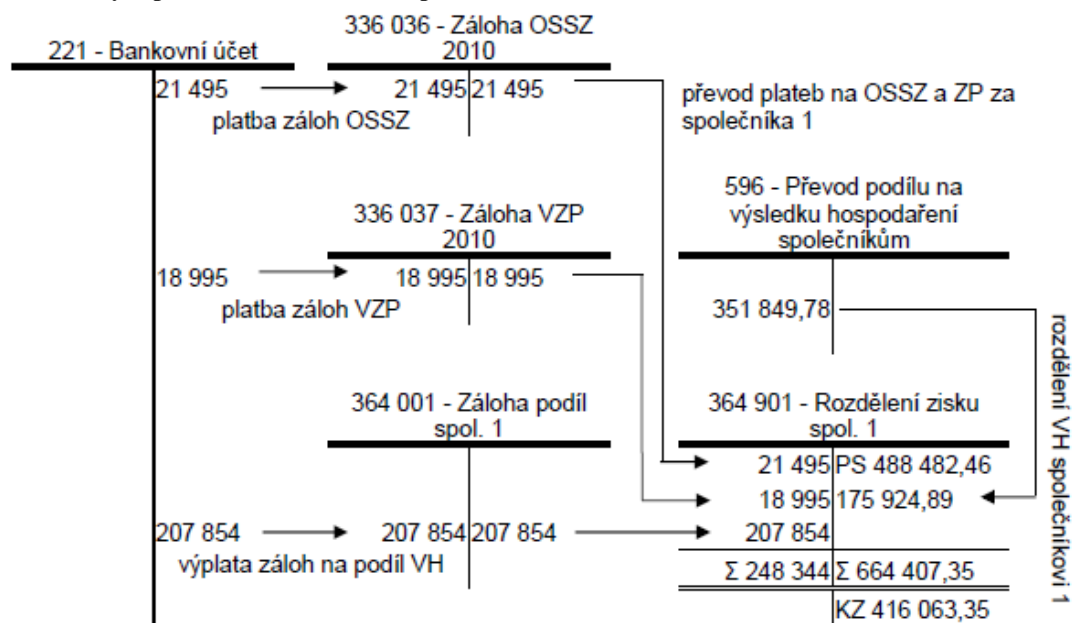 336 036 - Záloha OSSZ
2010
221 - Bankovní účet
21 495
21 495 21 495
platba záloh OSSZ
převod plateb na OSSZ a ZP za
společníka 1
596 - Převod podílu na
výsledku hospodaření
společníkům
336 037 - Záloha VZP
2010
18 995
18 995 18 995
platba záloh VZP
351 849,78
rozdělení VH společníkovi 1
364 001 - Záloha podíl
spol. 1
364 901 - Rozdělení zisku
spol. 1
21 495 PS 488 482,46
18 995 175 924,89
207 854
207 854 207 854
207 854
výplata záloh na podíl VH
Σ 248 344 Σ 664 407,35
KZ 416 063,35